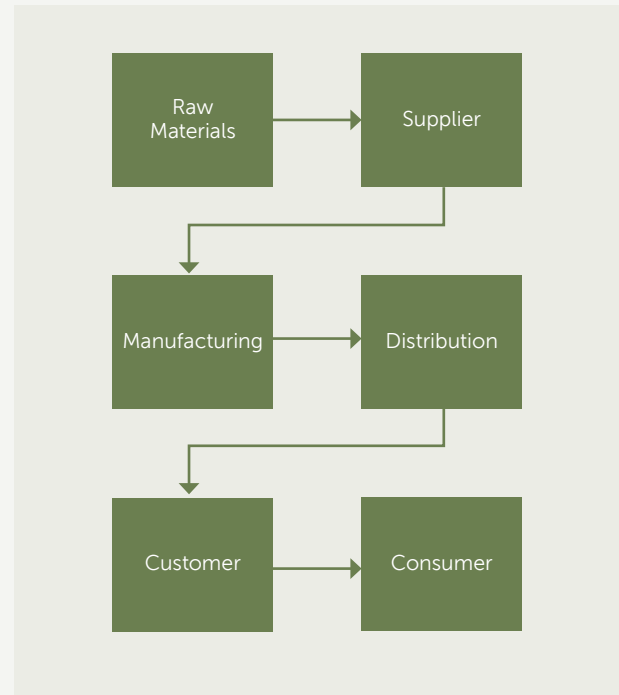 Raw
Materials
Supplier
Manufacturing
Distribution
Customer
Consumer